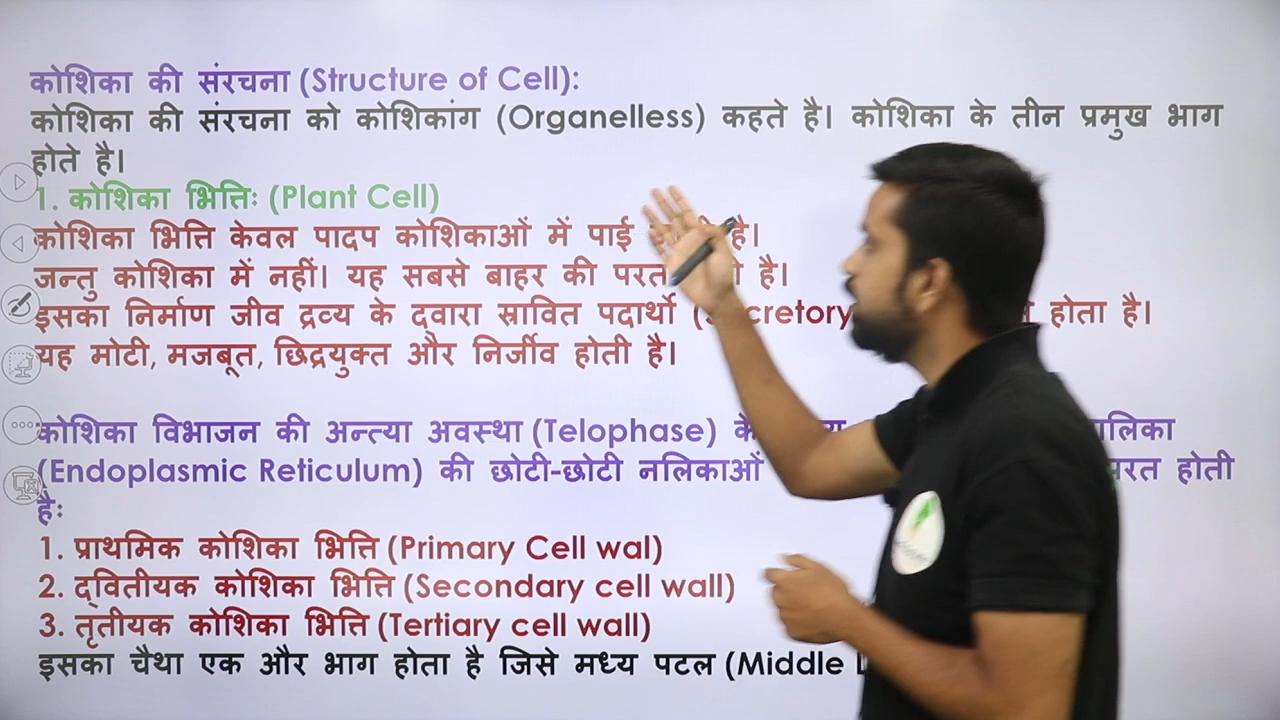 कोशिका की संरचना (Structure of Cell):
कोशिका की संरचना को कोशिकांग (Organelless) कहते है। कोशिका के तीन प्रमुख भाग
होते है।
1. कोशिका भित्तिः (Plant Cell)
कोशिका भित्ति केवल पादप कोशिकाओं में पाई है।
जन्तु कोशिका में नहीं। यह सबसे बाहर की परत है।
इसका निर्माण जीव द्रव्य के द्वारा स्रावित पदार्थो होता है।
यह मोटी, मजबूत, छिद्रयुक्त और निर्जीव होती है।
कोशिका विभाजन की अन्त्या अवस्था (Telophase)
(Endoplasmic Reticulum) की छोटी-छोटी नलिकाओं होती
हैः
1. प्राथमिक कोशिका भित्ति (Primary Cell wal)
2. द्वितीयक कोशिका भित्ति (Secondary cell wall)
3. तृतीयक कोशिका भित्ति (Tertiary cell wall)
इसका चैथा एक और भाग होता है जिसे मध्य पटल (Middle